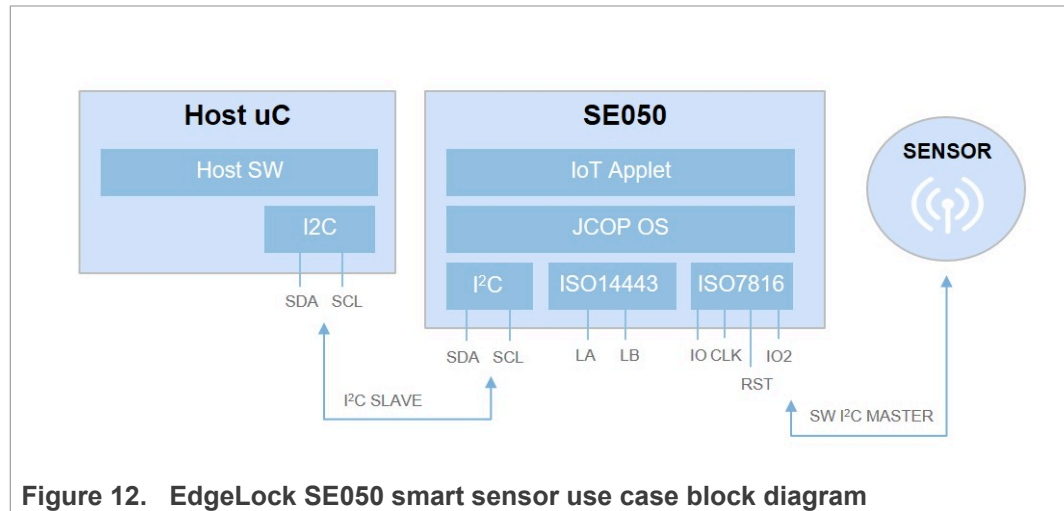 Host uC
Host SW
I2C
SDA SCL
SE050
IoT Applet
JCOP OS
I²C ISO14443 ISO7816
SDA SCL LA LB IO CLK IO2
RST
SENSOR
I²C SLAVE
SW I²C MASTER
Figure 12. EdgeLock SE050 smart sensor use case block diagram